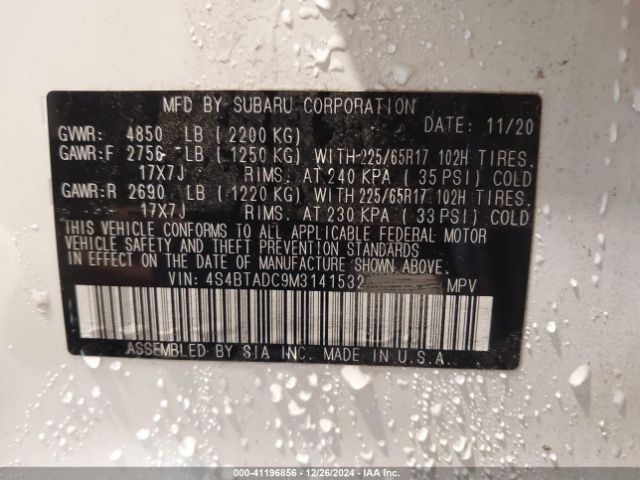 MFD BY SUBARU CORPORATION
DATE: 11/20
GVWR: 4850 LB (2200 KG)
GAWR:F 2756 LB (1250 KG) WITH 225/65R17 102H TIRES.
17X7J RIMS. AT 240 KPA (35 PSI) COLD
GAWR:R 2690 LB (1220 KG) WITH 225/65R17 102H TIRES.
17X7J RIMS. AT 230 KPA (33 PSI) COLD
THIS VEHICLE CONFORMS TO ALL APPLICABLE FEDERAL MOTOR
VEHICLE SAFETY AND THEFT PREVENTION STANDARDS
IN EFFECT ON THE DATE OF MANUFACTURE SHOWN ABOVE.
VIN: 4S4BTADC9M3141532 MPV
ASSEMBLED BY SIA INC. MADE IN U.S.A.
000-41196856 - 12/26/2024 - IAA Inc.